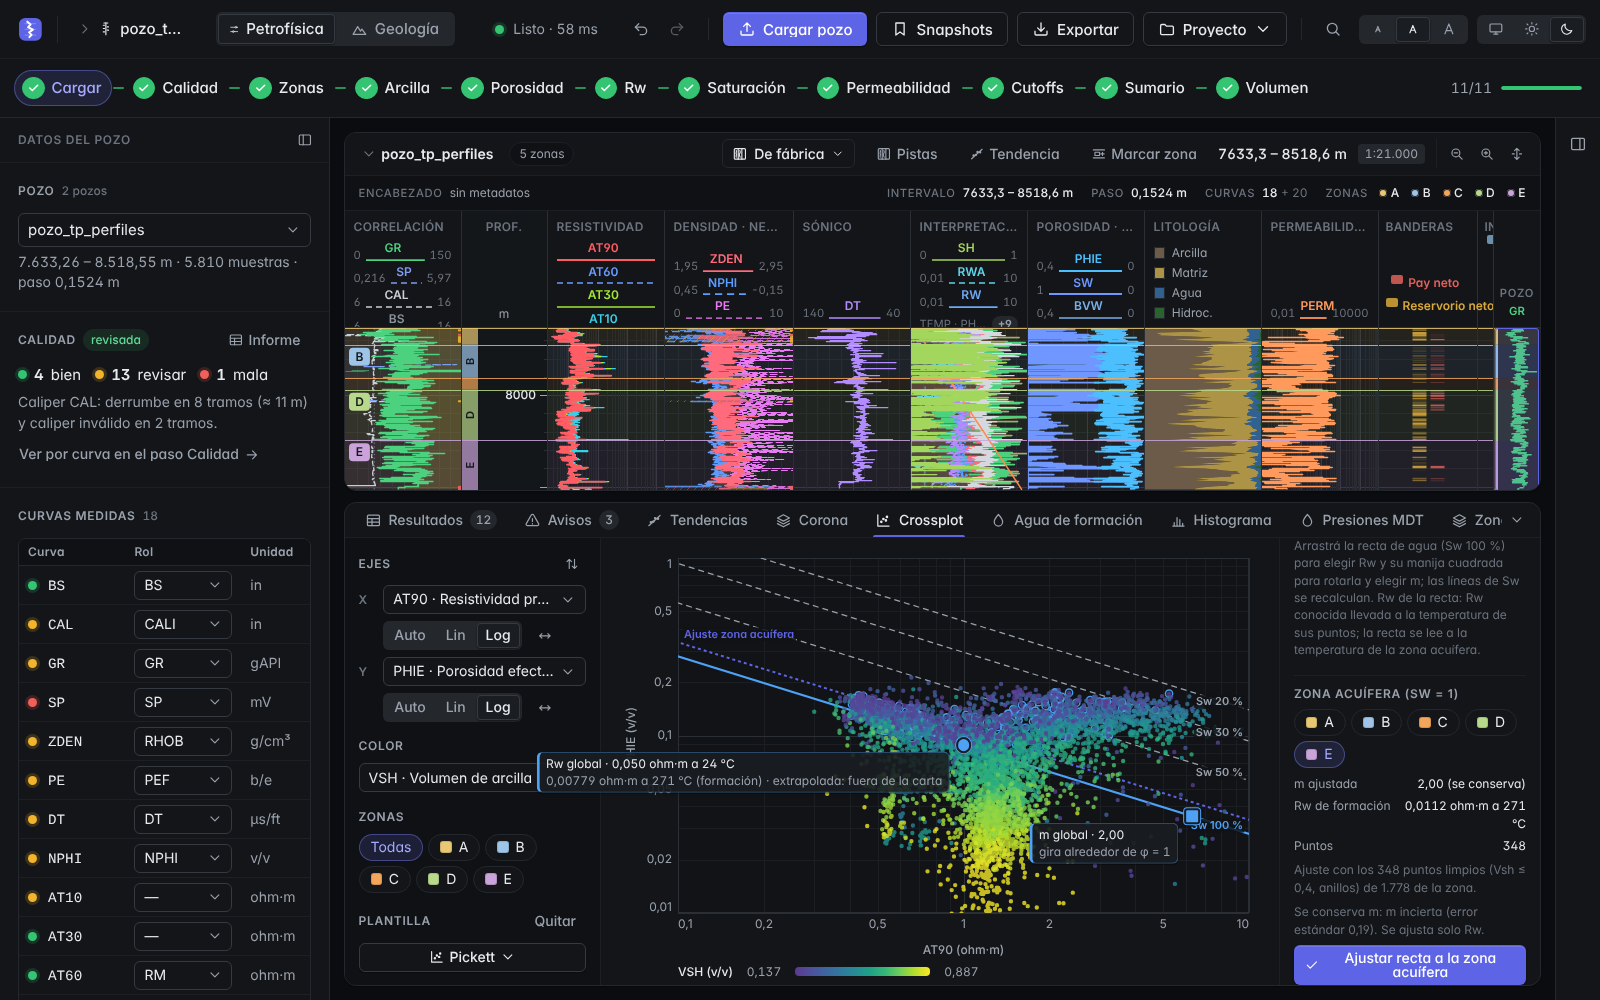 pozo_t...
Petrofísica
Geología
Listo · 58 ms
Cargar pozo
Snapshots
Exportar
Proyecto
A
A
A
Cargar
Calidad
Zonas
Arcilla
Porosidad
Rw
Saturación
Permeabilidad
Cutoffs
Sumario
Volumen
11/11
DATOS DEL POZO
POZO 2 pozos
pozo_tp_perfiles
7.633,26 – 8.518,55 m · 5.810 muestras ·
paso 0,1524 m
CALIDAD revisada
Informe
4 bien 13 revisar 1 mala
Caliper CAL: derrumbe en 8 tramos (≈ 11 m)
y caliper inválido en 2 tramos.
Ver por curva en el paso Calidad →
CURVAS MEDIDAS 18
Curva Rol Unidad
BS BS in
CAL CALI in
GR GR gAPI
SP SP mV
ZDEN RHOB g/cm³
PE PEF b/e
DT DT µs/ft
NPHI NPHI v/v
AT10 — ohm·m
AT30 — ohm·m
AT60 RM ohm·m
pozo_tp_perfiles
5 zonas
De fábrica
Pistas
Tendencia
Marcar zona
7633,3 – 8518,6 m
1:21.000
ENCABEZADO sin metadatos
INTERVALO 7633,3 – 8518,6 m
PASO 0,1524 m
CURVAS 18 + 20
ZONAS A B C D E
CORRELACIÓN
0 GR 150
0,216 SP 5,97
6 CAL 16
6 BS 16
PROF.
m
8000
B
D
E
B
D
E
RESISTIVIDAD
AT90
AT60
AT30
AT10
DENSIDAD · NE...
1,95 ZDEN 2,95
0,45 NPHI -0,15
0 PE 10
SÓNICO
140 DT 40
INTERPRETAC...
0 SH 1
0,01 RWA 10
0,01 RW 10
TEMP · PH +9
POROSIDAD · ...
0,4 PHIE 0
1 SW 0
0,4 BVW 0
LITOLOGÍA
Arcilla
Matriz
Agua
Hidroc.
PERMEABILID...
0,01 PERM 10000
BANDERAS
Pay neto
Reservorio neto
POZO
GR
Resultados 12
Avisos 3
Tendencias
Corona
Crossplot
Agua de formación
Histograma
Presiones MDT
EJES
X AT90 · Resistividad pr...
Auto Lin Log
Y PHIE · Porosidad efect...
Auto Lin Log
COLOR
VSH · Volumen de arcilla
ZONAS
Todas A B
C D E
PLANTILLA Quitar
Pickett
1
0,5
0,2
0,1
0,02
0,01
0,1 0,2 0,5 1 2 5 10
AT90 (ohm·m)
VSH (v/v) 0,137 0,887
Ajuste zona acuífera
Sw 20 %
Sw 30 %
Sw 50 %
Sw 100 %
Rw global · 0,050 ohm·m a 24 °C
0,00779 ohm·m a 271 °C (formación) · extrapolada: fuera de la carta
m global · 2,00
gira alrededor de φ = 1
Arrastrá la recta de agua (Sw 100 %)
para elegir Rw y su manija cuadrada
para rotarla y elegir m; las líneas de Sw
se recalculan. Rw de la recta: Rw
conocida llevada a la temperatura de
sus puntos; la recta se lee a la
temperatura de la zona acuífera.
ZONA ACUÍFERA (SW = 1)
A B C D
E
m ajustada 2,00 (se conserva)
Rw de formación 0,0112 ohm·m a 271
°C
Puntos 348
Ajuste con los 348 puntos limpios (Vsh ≤
0,4, anillos) de 1.778 de la zona.
Se conserva m: m incierta (error
estándar 0,19). Se ajusta solo Rw.
Ajustar recta a la zona
acuífera